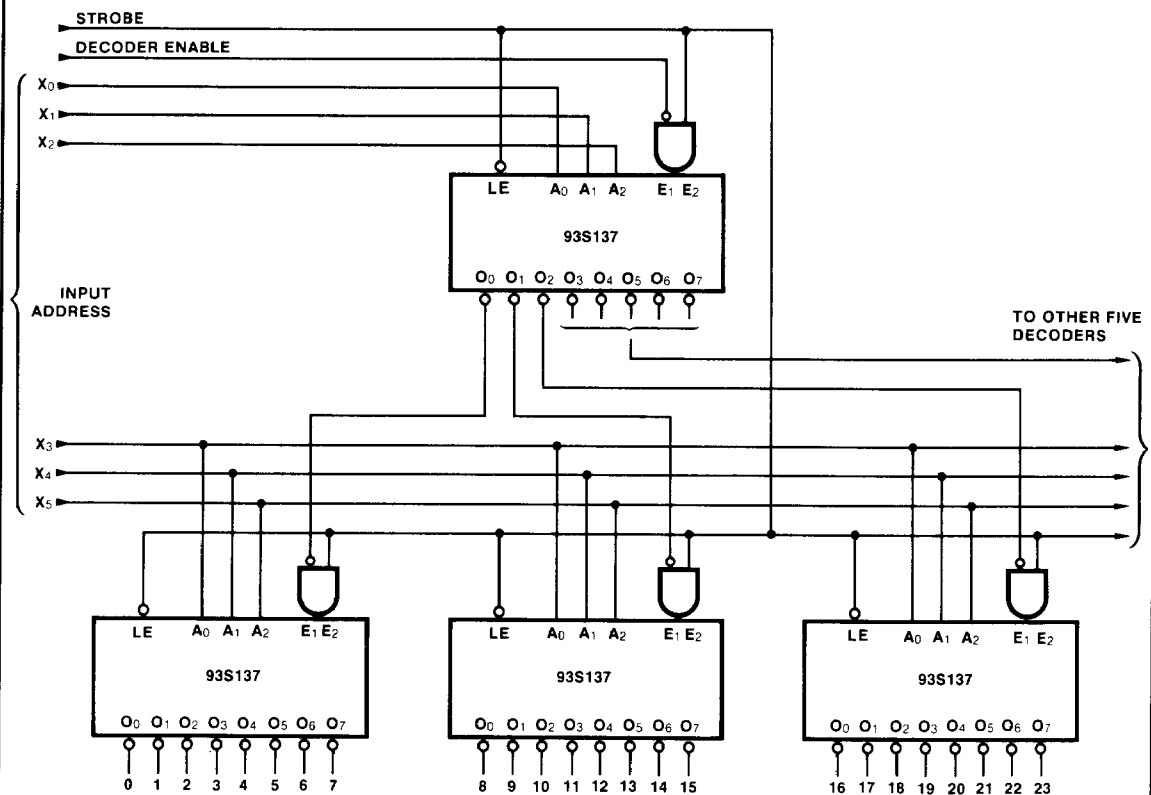 STROBE
DECODER ENABLE
X0
X1
X2
LE A0 A1 A2 E1 E2
93S137
O0 O1 O2 O3 O4 O5 O6 O7
INPUT
ADDRESS
TO OTHER FIVE
DECODERS
X3
X4
X5
LE A0 A1 A2 E1 E2
93S137
O0 O1 O2 O3 O4 O5 O6 O7
0 1 2 3 4 5 6 7
LE A0 A1 A2 E1 E2
93S137
O0 O1 O2 O3 O4 O5 O6 O7
8 9 10 11 12 13 14 15
LE A0 A1 A2 E1 E2
93S137
O0 O1 O2 O3 O4 O5 O6 O7
16 17 18 19 20 21 22 23